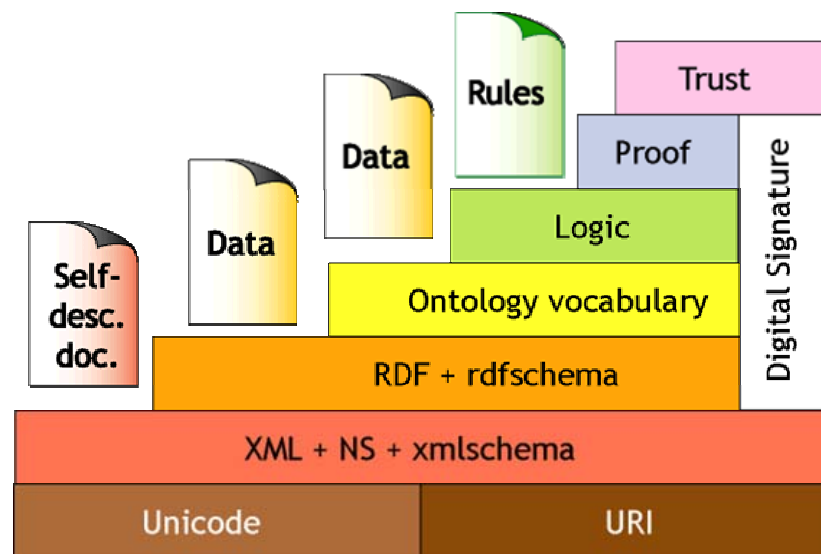 Rules
Trust
Data
Proof
Data
Logic
Self-
desc.
doc.
Ontology vocabulary
Digital Signature
RDF + rdfschema
XML + NS + xmlschema
Unicode
URI